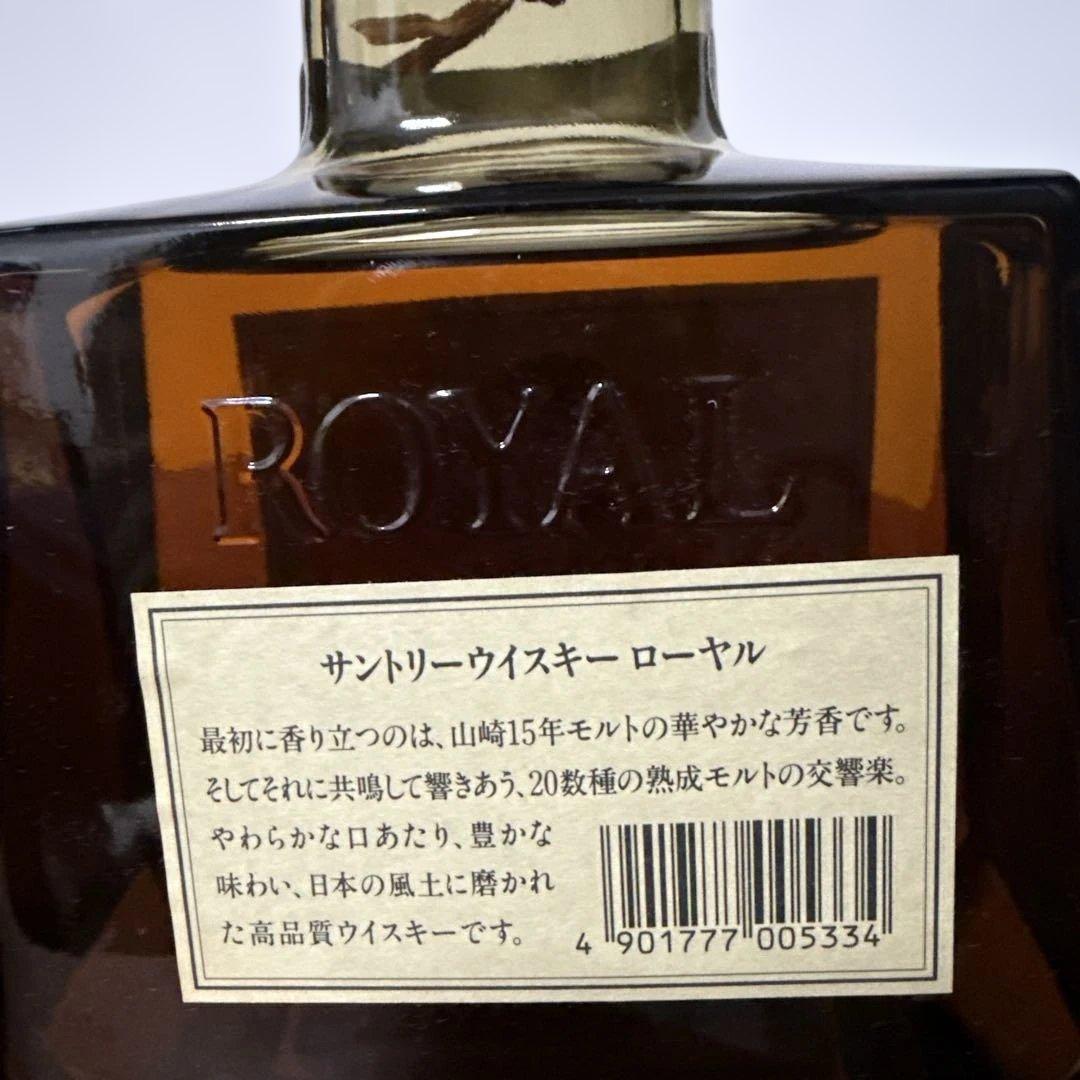 ROYAL
サントリーウイスキー ローヤル
最初に香り立つのは、山崎15年モルトの華やかな芳香です。
そしてそれに共鳴して響きあう、20数種の熟成モルトの交響楽。
やわらかな口あたり、豊かな
味わい、日本の風土に磨かれ
た高品質ウイスキーです。
4 901777 005334